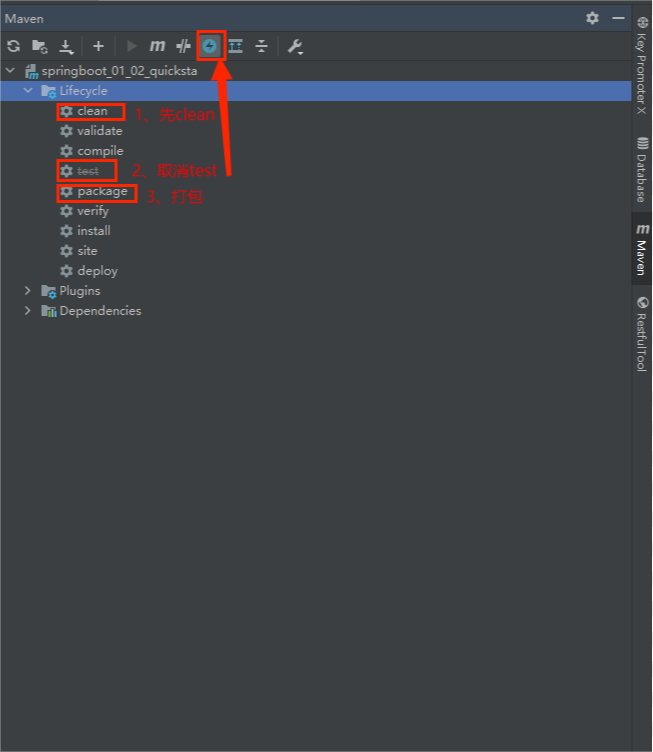 Maven
springboot_01_02_quicksta
Lifecycle
clean
1、先clean
validate
compile
test
2、取消test
package
3、打包
verify
install
site
deploy
Plugins
Dependencies
Key Promoter X
Database
Maven
RestfulTool